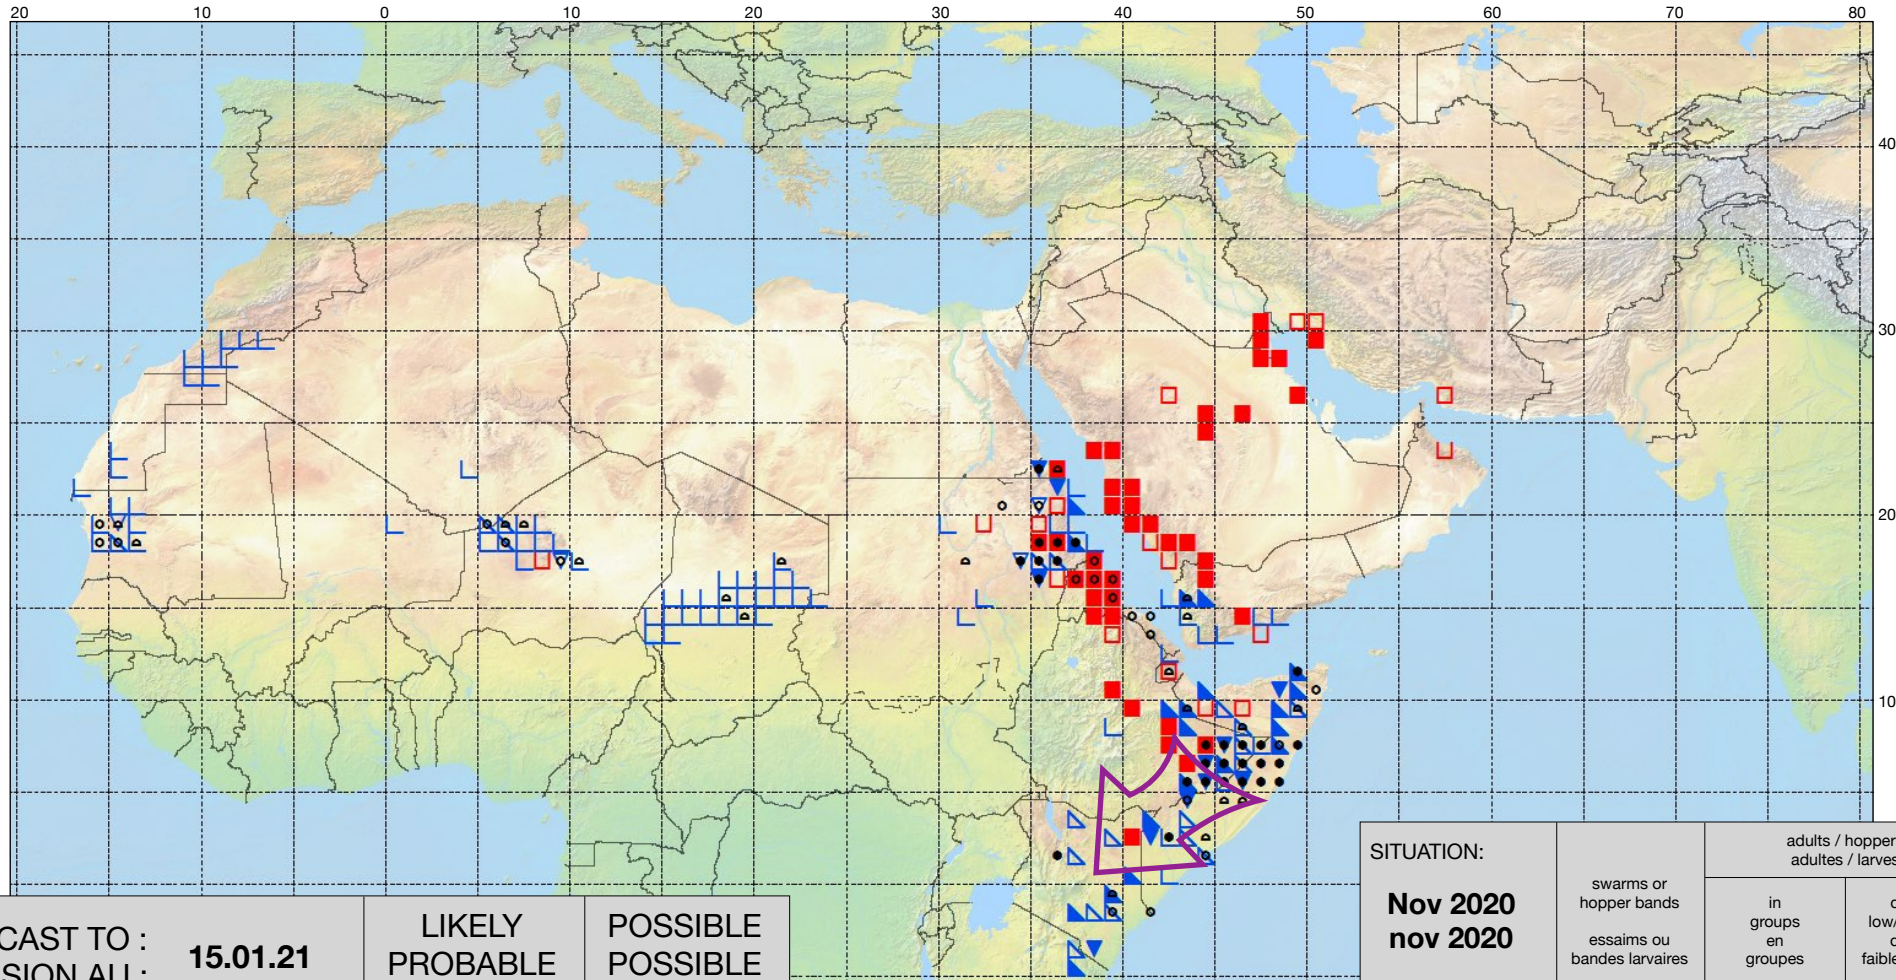 20 10 0 10 20 30 40 50 60 70 80
40
30
20
10
CAST TO :
SION AU :
15.01.21
LIKELY
PROBABLE
POSSIBLE
POSSIBLE
SITUATION:
Nov 2020
nov 2020
swarms or
hopper bands
essaims ou
bandes larvaires
adults / hopper
adultes / larves
in
groups
en
groupes
low/
faible